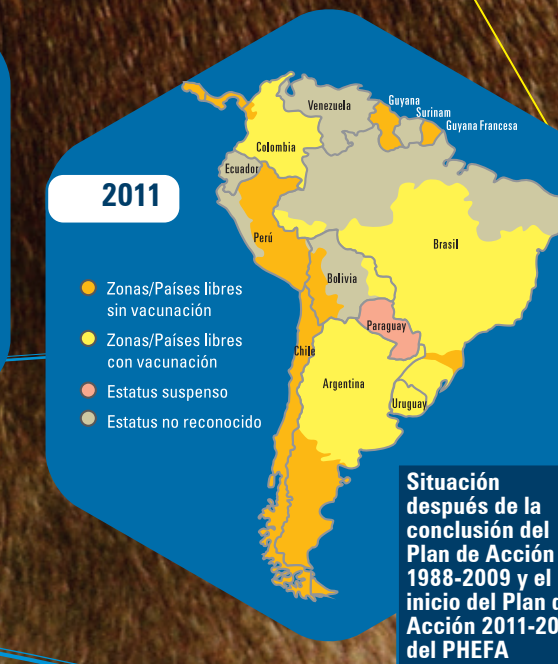 2011
Zonas/Países libres
sin vacunación
Zonas/Países libres
con vacunación
Estatus suspenso
Estatus no reconocido
Venezuela
Guyana
Surinam
Guyana Francesa
Colombia
Ecuador
Perú
Brasil
Bolivia
Paraguay
Chile
Argentina
Uruguay
Situación
después de la
conclusión del
Plan de Acción
1988-2009 y el
inicio del Plan d
Acción 2011-20
del PHEFA